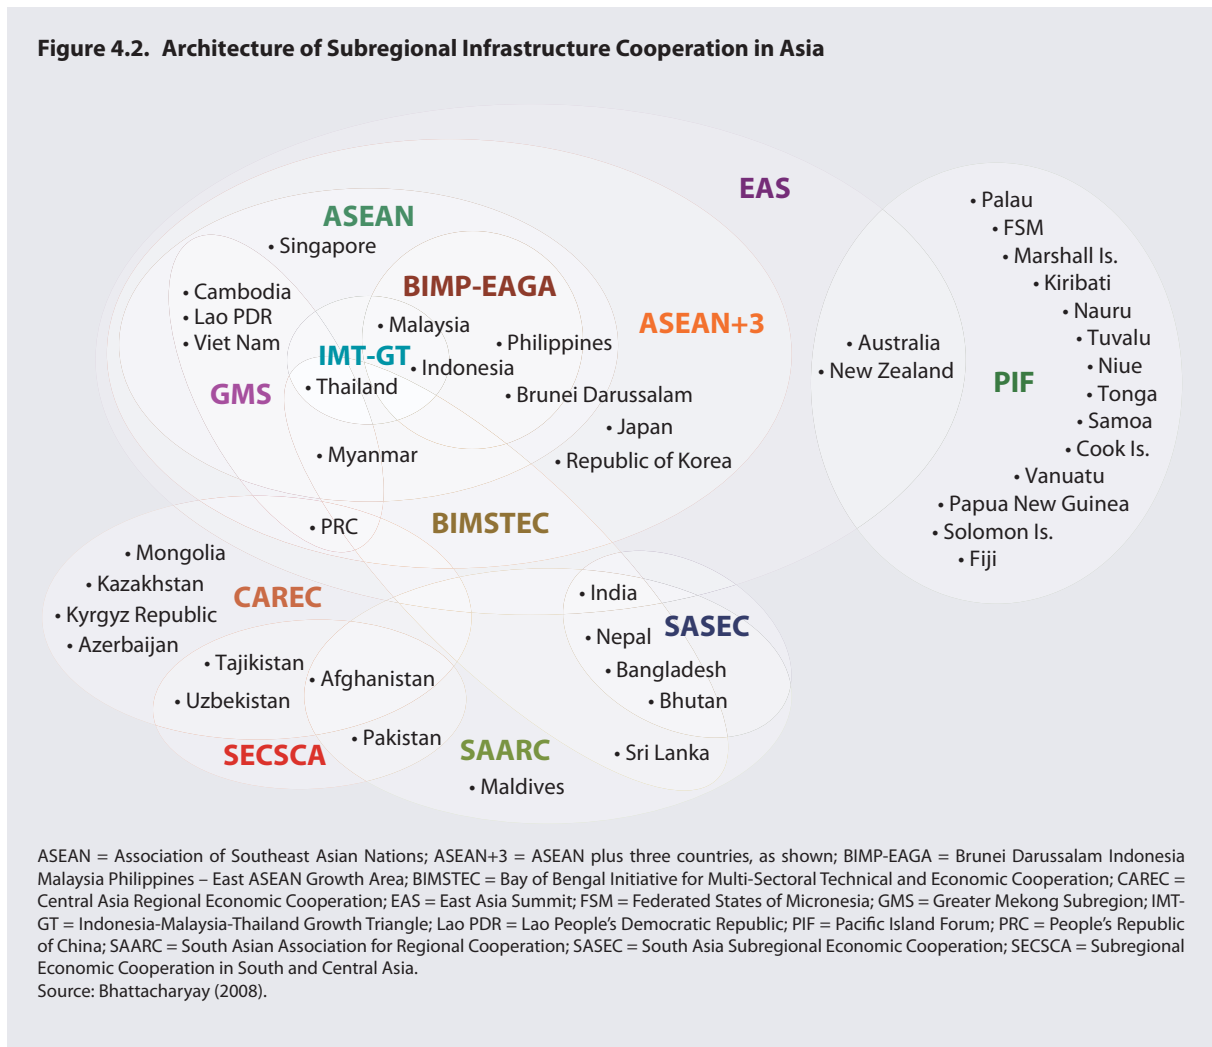 Figure 4.2. Architecture of Subregional Infrastructure Cooperation in Asia
EAS
ASEAN
• Singapore
BIMP-EAGA
• Cambodia
• Lao PDR
• Viet Nam
• Malaysia
• Philippines
ASEAN+3
IMT-GT
• Indonesia
• Thailand
GMS
• Brunei Darussalam
• Japan
• Republic of Korea
• Myanmar
• PRC
BIMSTEC
• Australia
• New Zealand
PIF
• Palau
• FSM
• Marshall Is.
• Kiribati
• Nauru
• Tuvalu
• Niue
• Tonga
• Samoa
• Cook Is.
• Vanuatu
• Papua New Guinea
• Solomon Is.
• Fiji
• Mongolia
• Kazakhstan
CAREC
• Kyrgyz Republic
• Azerbaijan
• Tajikistan
• Afghanistan
• Uzbekistan
• Pakistan
SECSCA
SAARC
• Maldives
• India
SASEC
• Nepal
• Bangladesh
• Bhutan
• Sri Lanka
ASEAN = Association of Southeast Asian Nations; ASEAN+3 = ASEAN plus three countries, as shown; BIMP-EAGA = Brunei Darussalam Indonesia
Malaysia Philippines – East ASEAN Growth Area; BIMSTEC = Bay of Bengal Initiative for Multi-Sectoral Technical and Economic Cooperation; CAREC =
Central Asia Regional Economic Cooperation; EAS = East Asia Summit; FSM = Federated States of Micronesia; GMS = Greater Mekong Subregion; IMT-
GT = Indonesia-Malaysia-Thailand Growth Triangle; Lao PDR = Lao People's Democratic Republic; PIF = Pacific Island Forum; PRC = People's Republic
of China; SAARC = South Asian Association for Regional Cooperation; SASEC = South Asia Subregional Economic Cooperation; SECSCA = Subregional
Economic Cooperation in South and Central Asia.
Source: Bhattacharyay (2008).